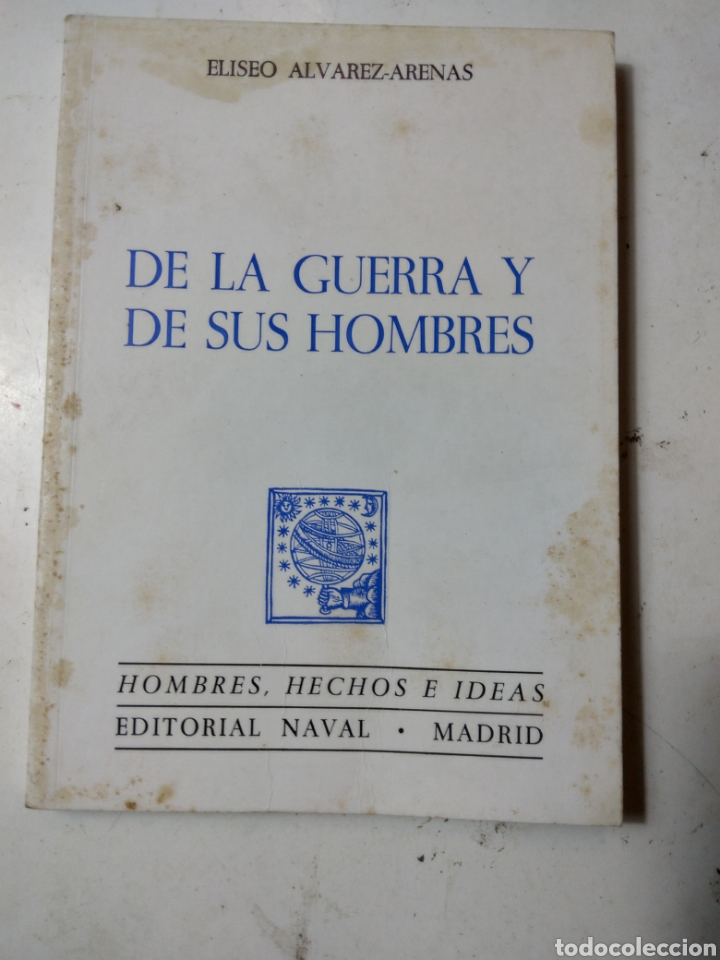 ELISEO ALVAREZ-ARENAS
DE LA GUERRA Y
DE SUS HOMBRES
HOMBRES, HECHOS E IDEAS
EDITORIAL NAVAL · MADRID
todocoleccion